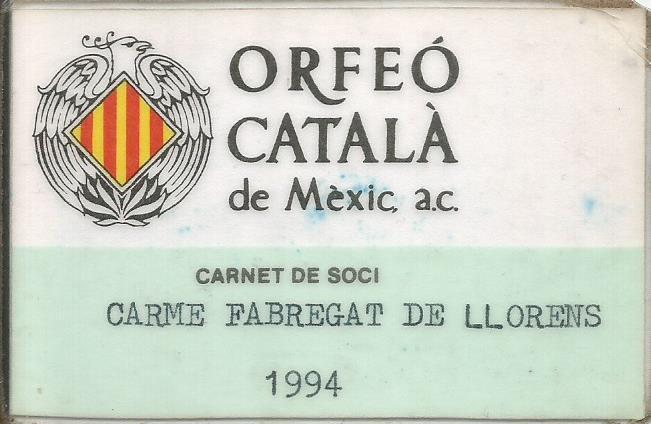 ORFEÓ
CATALÀ
de Mèxic, a.c.
CARNET DE SOCI
CARME FABREGAT DE LLORENS
1994